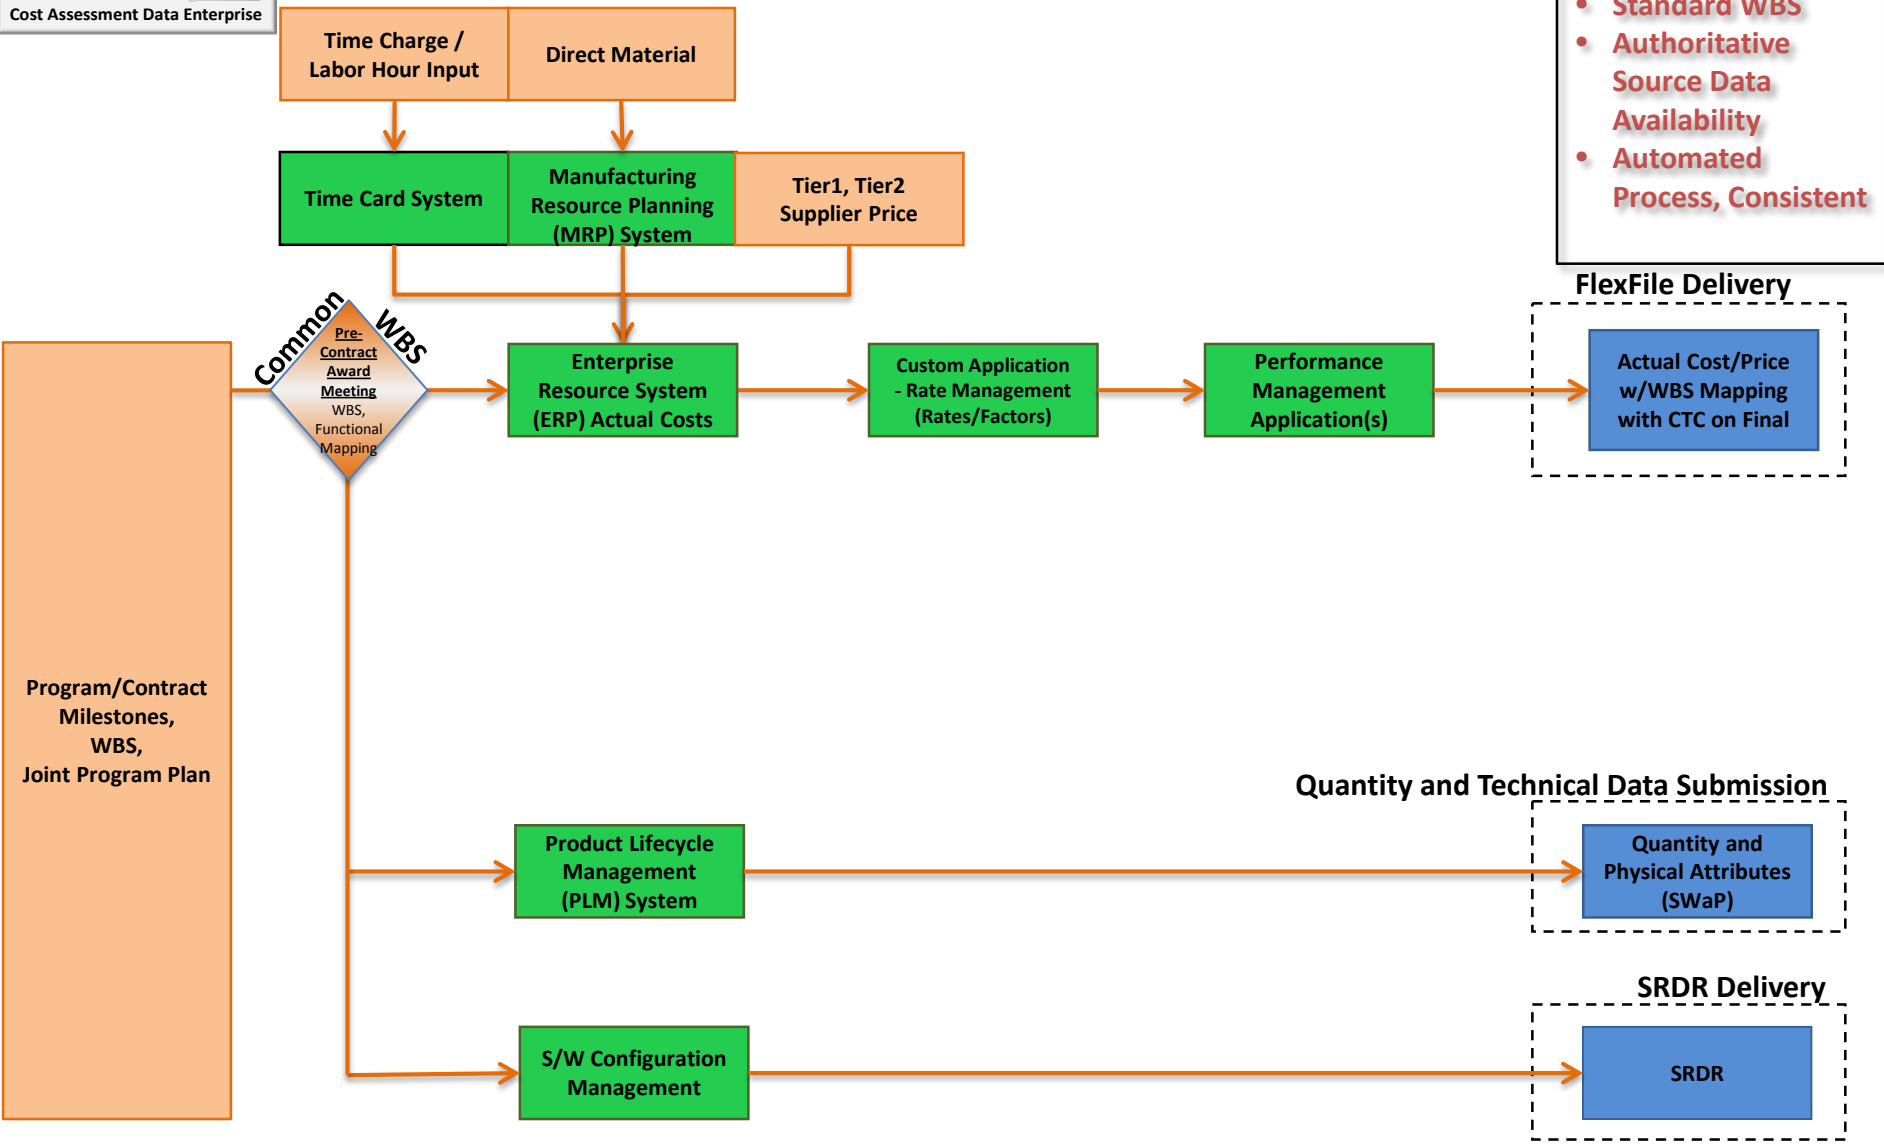 Cost Assessment Data Enterprise
Time Charge /
Labor Hour Input
Direct Material
• Standard WBS
• Authoritative
Source Data
Availability
• Automated
Process, Consistent
Time Card System
Manufacturing
Resource Planning
(MRP) System
Tier1, Tier2
Supplier Price
FlexFile Delivery
Common WBS
Pre-
Contract
Award
Meeting
WBS,
Functional
Mapping
Enterprise
Resource System
(ERP) Actual Costs
Custom Application
- Rate Management
(Rates/Factors)
Performance
Management
Application(s)
Actual Cost/Price
w/WBS Mapping
with CTC on Final
Program/Contract
Milestones,
WBS,
Joint Program Plan
Quantity and Technical Data Submission
Product Lifecycle
Management
(PLM) System
Quantity and
Physical Attributes
(SWaP)
SRDR Delivery
S/W Configuration
Management
SRDR